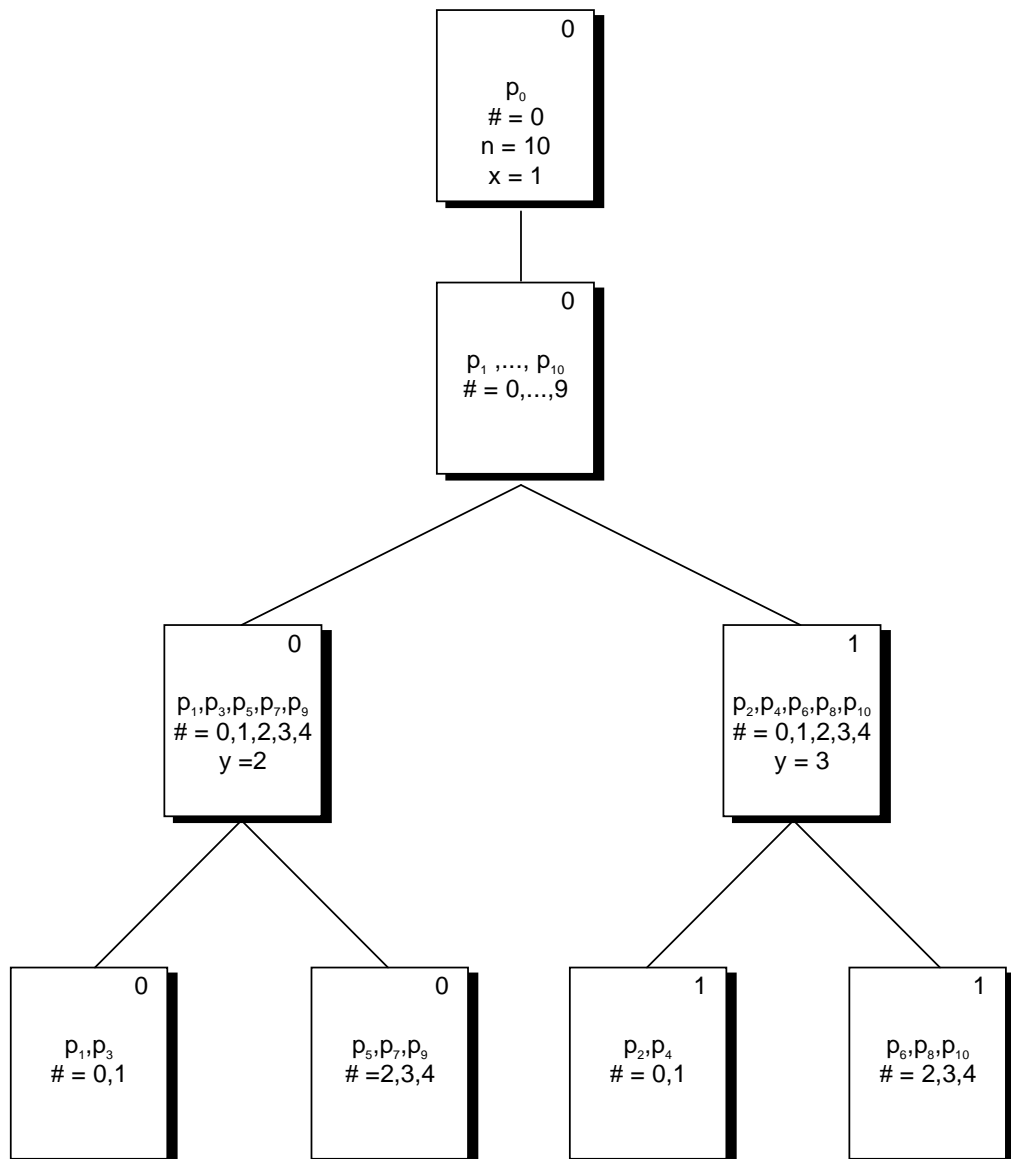 0
p₀
# = 0
n = 10
x = 1
0
p₁ ,..., p₁₀
# = 0,...,9
0
p₁,p₃,p₅,p₇,p₉
# = 0,1,2,3,4
y =2
1
p₂,p₄,p₆,p₈,p₁₀
# = 0,1,2,3,4
y = 3
0
p₁,p₃
# = 0,1
0
p₅,p₇,p₉
# =2,3,4
1
p₂,p₄
# = 0,1
1
p₆,p₈,p₁₀
# = 2,3,4